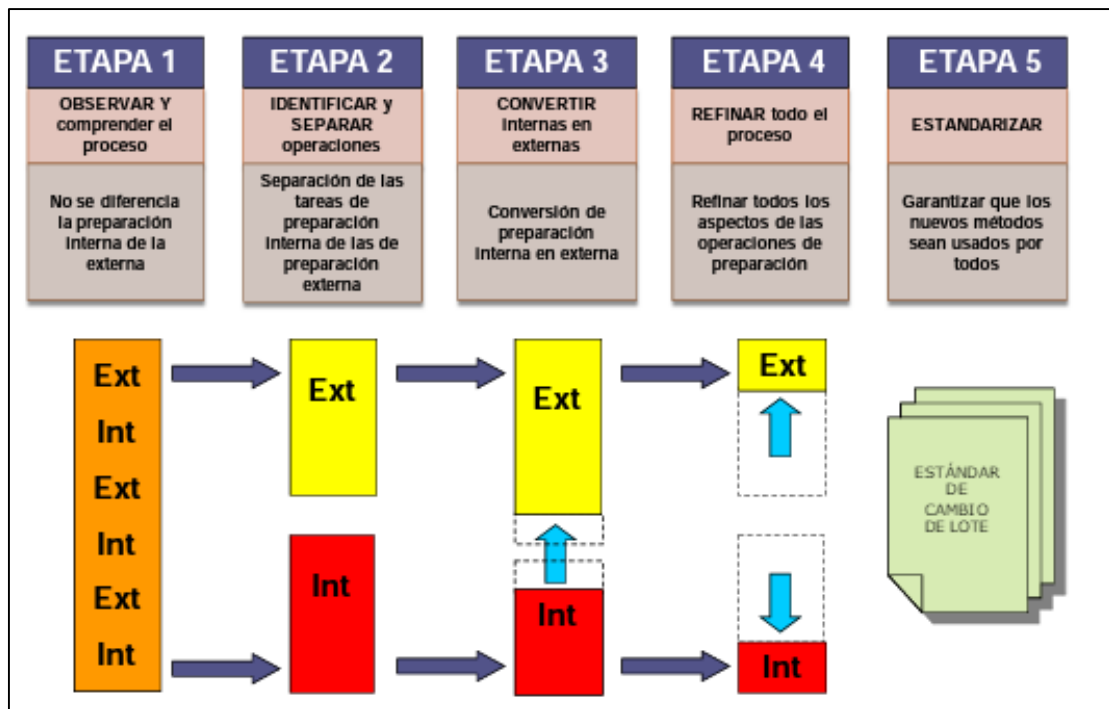 ETAPA 1
OBSERVAR Y
comprender el
proceso
No se diferencia
la preparación
interna de la
externa
ETAPA 2
IDENTIFICAR y
SEPARAR
operaciones
Separación de las
tareas de
preparación
interna de las de
preparación
externa
ETAPA 3
CONVERTIR
internas en
externas
Conversión de
preparación
interna en externa
ETAPA 4
REFINAR todo el
proceso
Refinar todos los
aspectos de las
operaciones de
preparación
ETAPA 5
ESTANDARIZAR
Garantizar que los
nuevos métodos
sean usados por
todos
Ext
Int
Ext
Int
Ext
Int
Ext
Int
Ext
Int
Ext
Int
ESTÁNDAR
DE
CAMBIO
DE LOTE